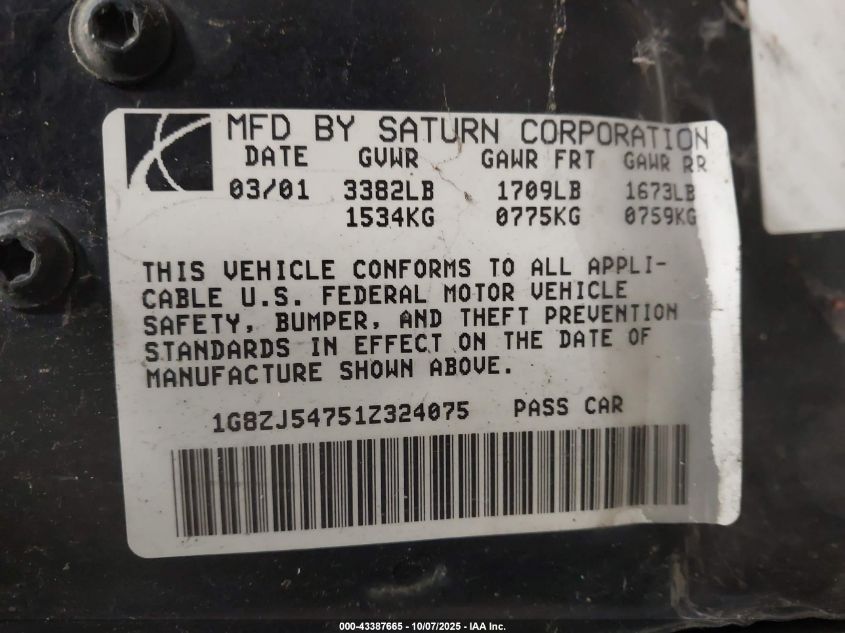 MFD BY SATURN CORPORATION
DATE GVWR GAWR FRT GAWR RR
03/01 3382LB 1709LB 1673LB
1534KG 0775KG 0759KG
THIS VEHICLE CONFORMS TO ALL APPLI-
CABLE U.S. FEDERAL MOTOR VEHICLE
SAFETY, BUMPER, AND THEFT PREVENTION
STANDARDS IN EFFECT ON THE DATE OF
MANUFACTURE SHOWN ABOVE.
1G8ZJ54751Z324075 PASS CAR
000-43387665 - 10/07/2025 - IAA Inc.